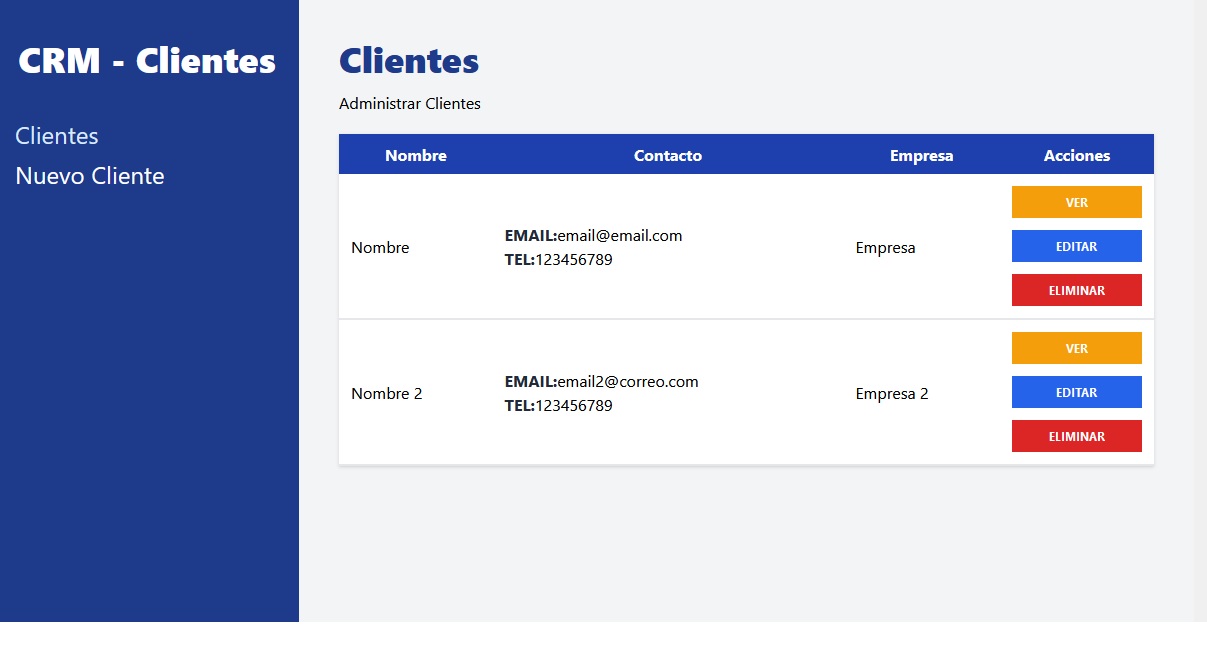 CRM - Clientes
Clientes
Nuevo Cliente
Clientes
Administrar Clientes
Nombre Contacto Empresa Acciones
Nombre
EMAIL:email@email.com
TEL:123456789
Empresa
VER
EDITAR
ELIMINAR
Nombre 2
EMAIL:email2@correo.com
TEL:123456789
Empresa 2
VER
EDITAR
ELIMINAR